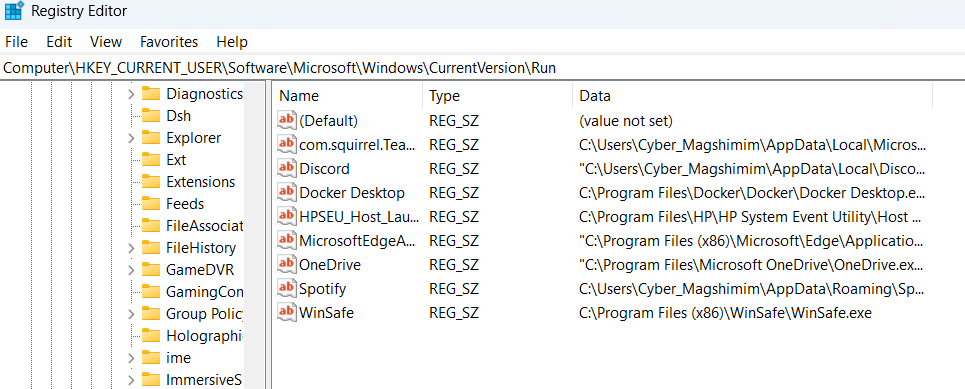 Registry Editor
File Edit View Favorites Help
Computer\HKEY_CURRENT_USER\Software\Microsoft\Windows\CurrentVersion\Run
Diagnostics
Dsh
Explorer
Ext
Extensions
Feeds
FileAssociat
FileHistory
GameDVR
GamingCon
Group Polic
Holographi
ime
ImmersiveS
Name Type Data
(Default) REG_SZ (value not set)
com.squirrel.Tea... REG_SZ C:\Users\Cyber_Magshimim\AppData\Local\Micros...
Discord REG_SZ "C:\Users\Cyber_Magshimim\AppData\Local\Disco...
Docker Desktop REG_SZ C:\Program Files\Docker\Docker\Docker Desktop.e...
HPSEU_Host_Lau... REG_SZ C:\Program Files\HP\HP System Event Utility\Host ...
MicrosoftEdgeA... REG_SZ "C:\Program Files (x86)\Microsoft\Edge\Applicatio...
OneDrive REG_SZ "C:\Program Files\Microsoft OneDrive\OneDrive.ex...
Spotify REG_SZ C:\Users\Cyber_Magshimim\AppData\Roaming\Sp...
WinSafe REG_SZ C:\Program Files (x86)\WinSafe\WinSafe.exe